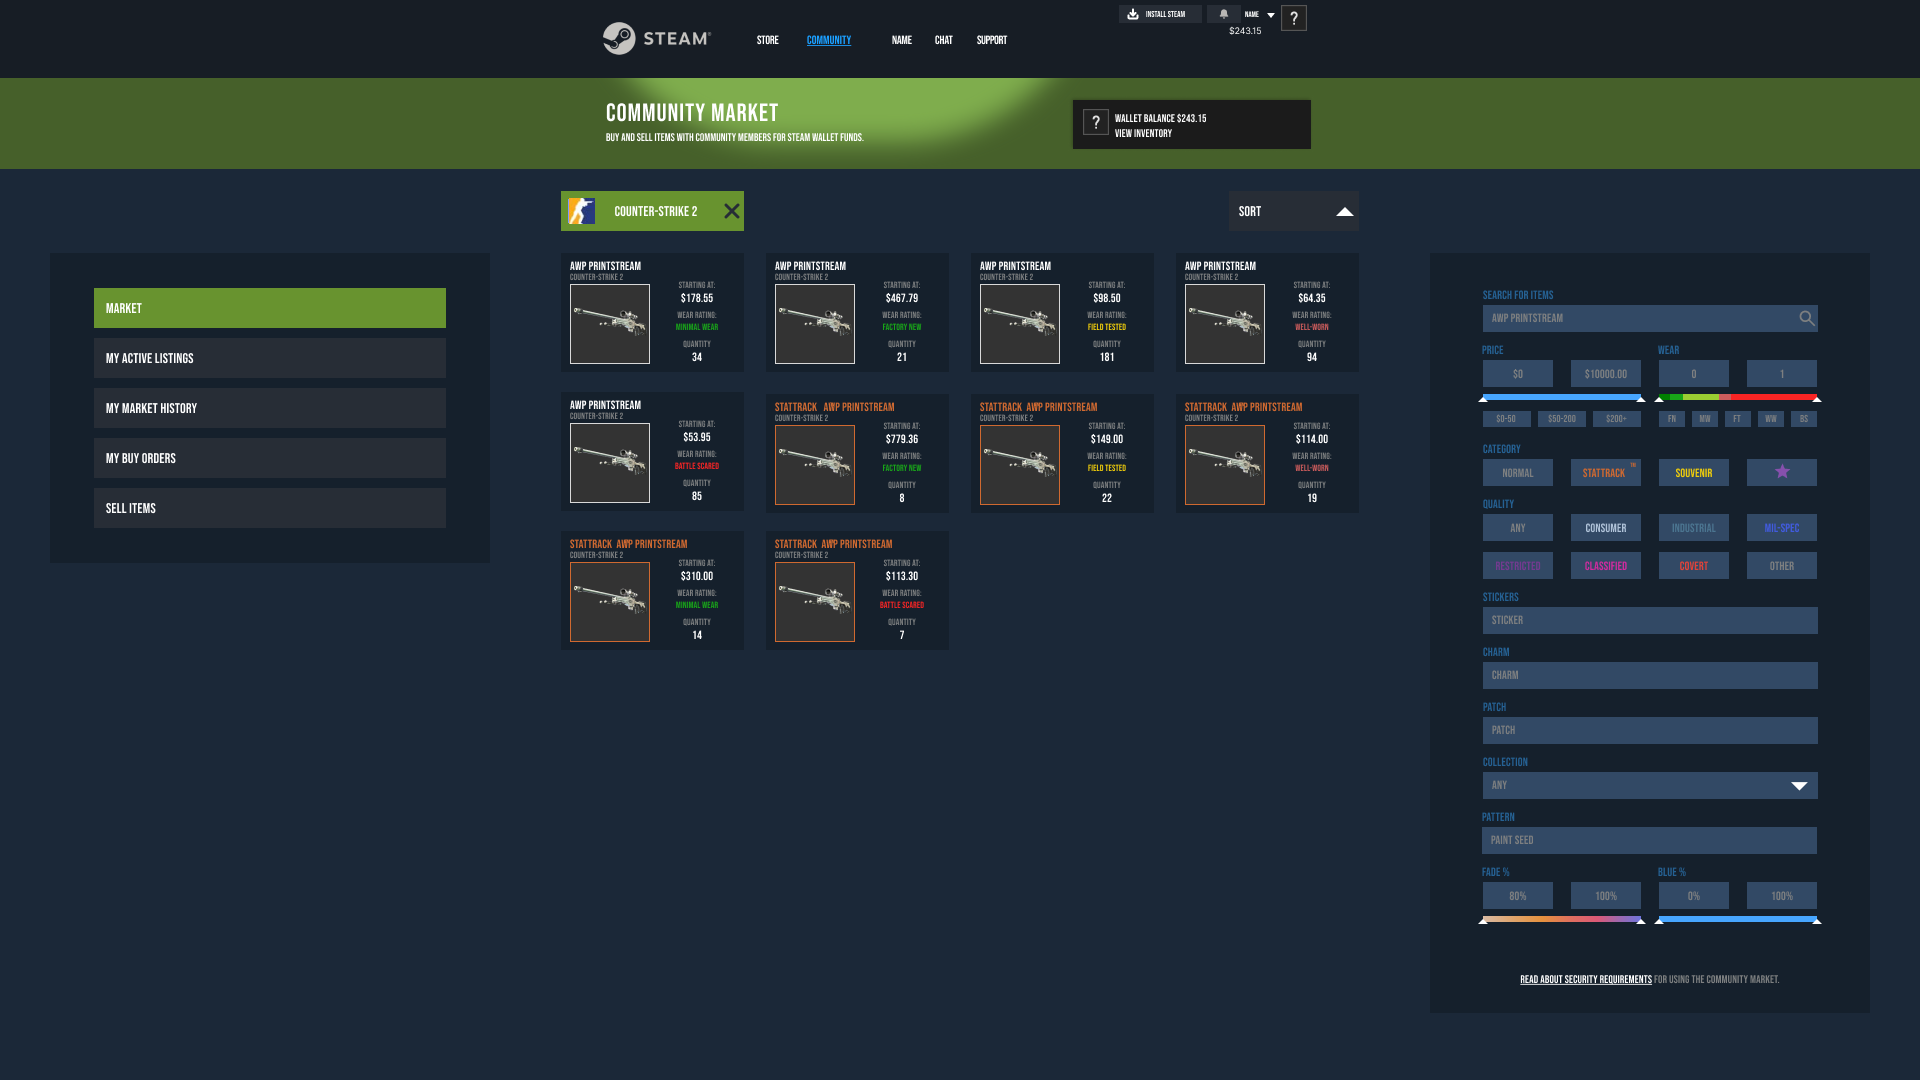 INSTALL STEAM
NAME
?
$243.15
STEAM
STORE
COMMUNITY
NAME
CHAT
SUPPORT
COMMUNITY MARKET
BUY AND SELL ITEMS WITH COMMUNITY MEMBERS FOR STEAM WALLET FUNDS.
?
WALLET BALANCE $243.15
VIEW INVENTORY
COUNTER-STRIKE 2
SORT
MARKET
MY ACTIVE LISTINGS
MY MARKET HISTORY
MY BUY ORDERS
SELL ITEMS
AWP PRINTSTREAM
COUNTER-STRIKE 2
STARTING AT:
$178.55
WEAR RATING:
MINIMAL WEAR
QUANTITY
34
AWP PRINTSTREAM
COUNTER-STRIKE 2
STARTING AT:
$467.79
WEAR RATING:
FACTORY NEW
QUANTITY
21
AWP PRINTSTREAM
COUNTER-STRIKE 2
STARTING AT:
$98.50
WEAR RATING:
FIELD TESTED
QUANTITY
181
AWP PRINTSTREAM
COUNTER-STRIKE 2
STARTING AT:
$64.35
WEAR RATING:
WELL-WORN
QUANTITY
94
AWP PRINTSTREAM
COUNTER-STRIKE 2
STARTING AT:
$53.95
WEAR RATING:
BATTLE SCARED
QUANTITY
85
STATTRACK AWP PRINTSTREAM
COUNTER-STRIKE 2
STARTING AT:
$779.36
WEAR RATING:
FACTORY NEW
QUANTITY
8
STATTRACK AWP PRINTSTREAM
COUNTER-STRIKE 2
STARTING AT:
$149.00
WEAR RATING:
FIELD TESTED
QUANTITY
22
STATTRACK AWP PRINTSTREAM
COUNTER-STRIKE 2
STARTING AT:
$114.00
WEAR RATING:
WELL-WORN
QUANTITY
19
STATTRACK AWP PRINTSTREAM
COUNTER-STRIKE 2
STARTING AT:
$310.00
WEAR RATING:
MINIMAL WEAR
QUANTITY
14
STATTRACK AWP PRINTSTREAM
COUNTER-STRIKE 2
STARTING AT:
$113.30
WEAR RATING:
BATTLE SCARED
QUANTITY
7
SEARCH FOR ITEMS
AWP PRINTSTREAM
PRICE
$0
$10000.00
$0-50
$50-200
$200+
WEAR
0
1
FN
MW
FT
WW
BS
CATEGORY
NORMAL
STATTRACK ™
SOUVENIR
QUALITY
ANY
CONSUMER
INDUSTRIAL
MIL-SPEC
RESTRICTED
CLASSIFIED
COVERT
OTHER
STICKERS
STICKER
CHARM
CHARM
PATCH
PATCH
COLLECTION
ANY
PATTERN
PAINT SEED
FADE %
80%
100%
BLUE %
0%
100%
READ ABOUT SECURITY REQUIREMENTS FOR USING THE COMMUNITY MARKET.